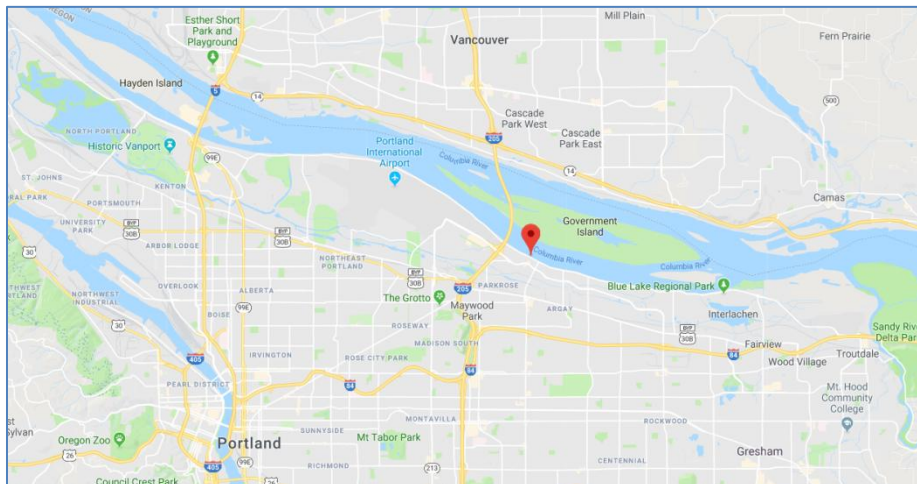 OREGON
Esther Short
Park and
Playground
Mill Plain
Vancouver
Fern Prairie
Hayden Island
5
14
500
Cascade
Park West
NORTH PORTLAND
205
Cascade
Park East
Portland
International
Airport
Historic Vanport
99E
Columbia River
14
ST. JOHNS
KENTON
Camas
PORTSMOUTH
UNIVERSITY
PARK
BYP
30B
BYP
30B
Government
Island
ARBOR LODGE
30
NORTHEAST
PORTLAND
BYP
30B
Columbia River
Columbia River
OVERLOOK
ALBERTA
205
PARKROSE
Blue Lake Regional Park
NORTHWEST
INDUSTRIAL
99E
The Grotto
Maywood
Park
ARGAY
Interlachen
BOISE
30
ROSEWAY
BYP
30B
Sandy River
Delta Park
MADISON SOUTH
Fairview
405
IRVINGTON
ROSE CITY PARK
84
Wood Village
Troutdale
84
84
PEARL DISTRICT
Mt. Hood
Community
College
MONTAVILLA
ROCKWOOD
Sylvan
Oregon Zoo
Portland
SUNNYSIDE
Mt Tabor Park
26
405
99E
RICHMOND
213
CENTENNIAL
Gresham
26
Council Crest Park